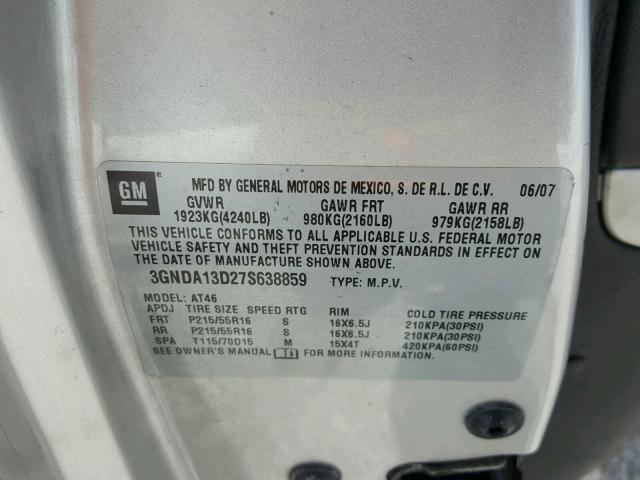 GM
MFD BY GENERAL MOTORS DE MEXICO, S. DE R.L. DE C.V. 06/07
GVWR GAWR FRT GAWR RR
1923KG(4240LB) 980KG(2160LB) 979KG(2158LB)
THIS VEHICLE CONFORMS TO ALL APPLICABLE U.S. FEDERAL MOTOR
VEHICLE SAFETY AND THEFT PREVENTION STANDARDS IN EFFECT ON
THE DATE OF MANUFACTURE SHOWN ABOVE.
3GNDA13D27S638859 TYPE: M.P.V.
MODEL: AT46
APDJ TIRE SIZE SPEED RTG RIM COLD TIRE PRESSURE
FRT P215/55R16 S 16X6.5J 210KPA(30PSI)
RR P215/55R16 S 16X6.5J 210KPA(30PSI)
SPA T115/70D15 M 15X4T 420KPA(60PSI)
SEE OWNER'S MANUAL FOR MORE INFORMATION